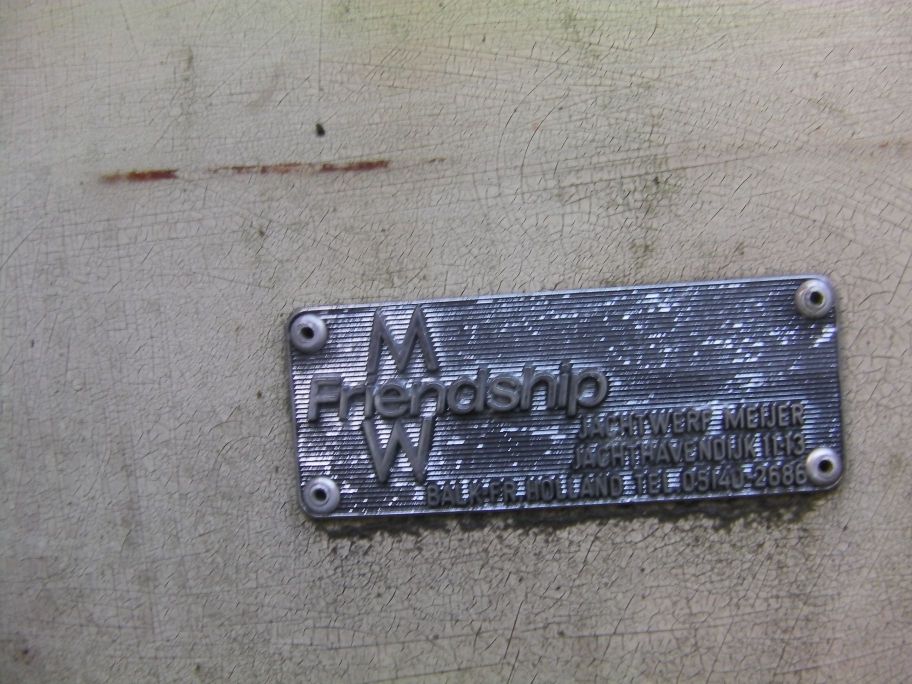 M
Friendship
W
JACHTWERF MEIJER
JACHTHAVENDIJK 11-13
BALK-FR. HOLLAND TEL. 05140-2686